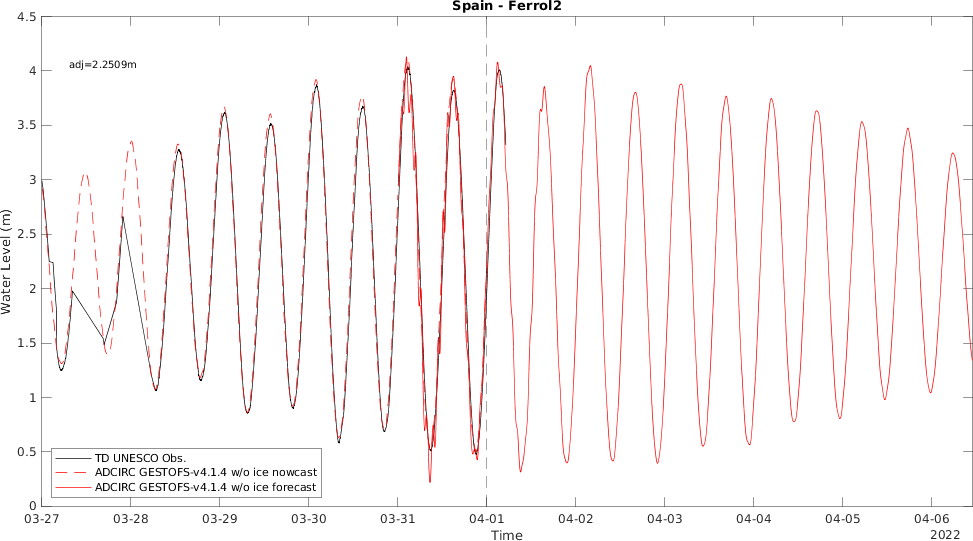 Spain - Ferrol2
4.5
4
3.5
3
2.5
2
1.5
1
0.5
0
Water Level (m)
adj=2.2509m
TD UNESCO Obs.
ADCIRC GESTOFS-v4.1.4 w/o ice nowcast
ADCIRC GESTOFS-v4.1.4 w/o ice forecast
03-27 03-28 03-29 03-30 03-31 04-01 04-02 04-03 04-04 04-05 04-06
Time
2022